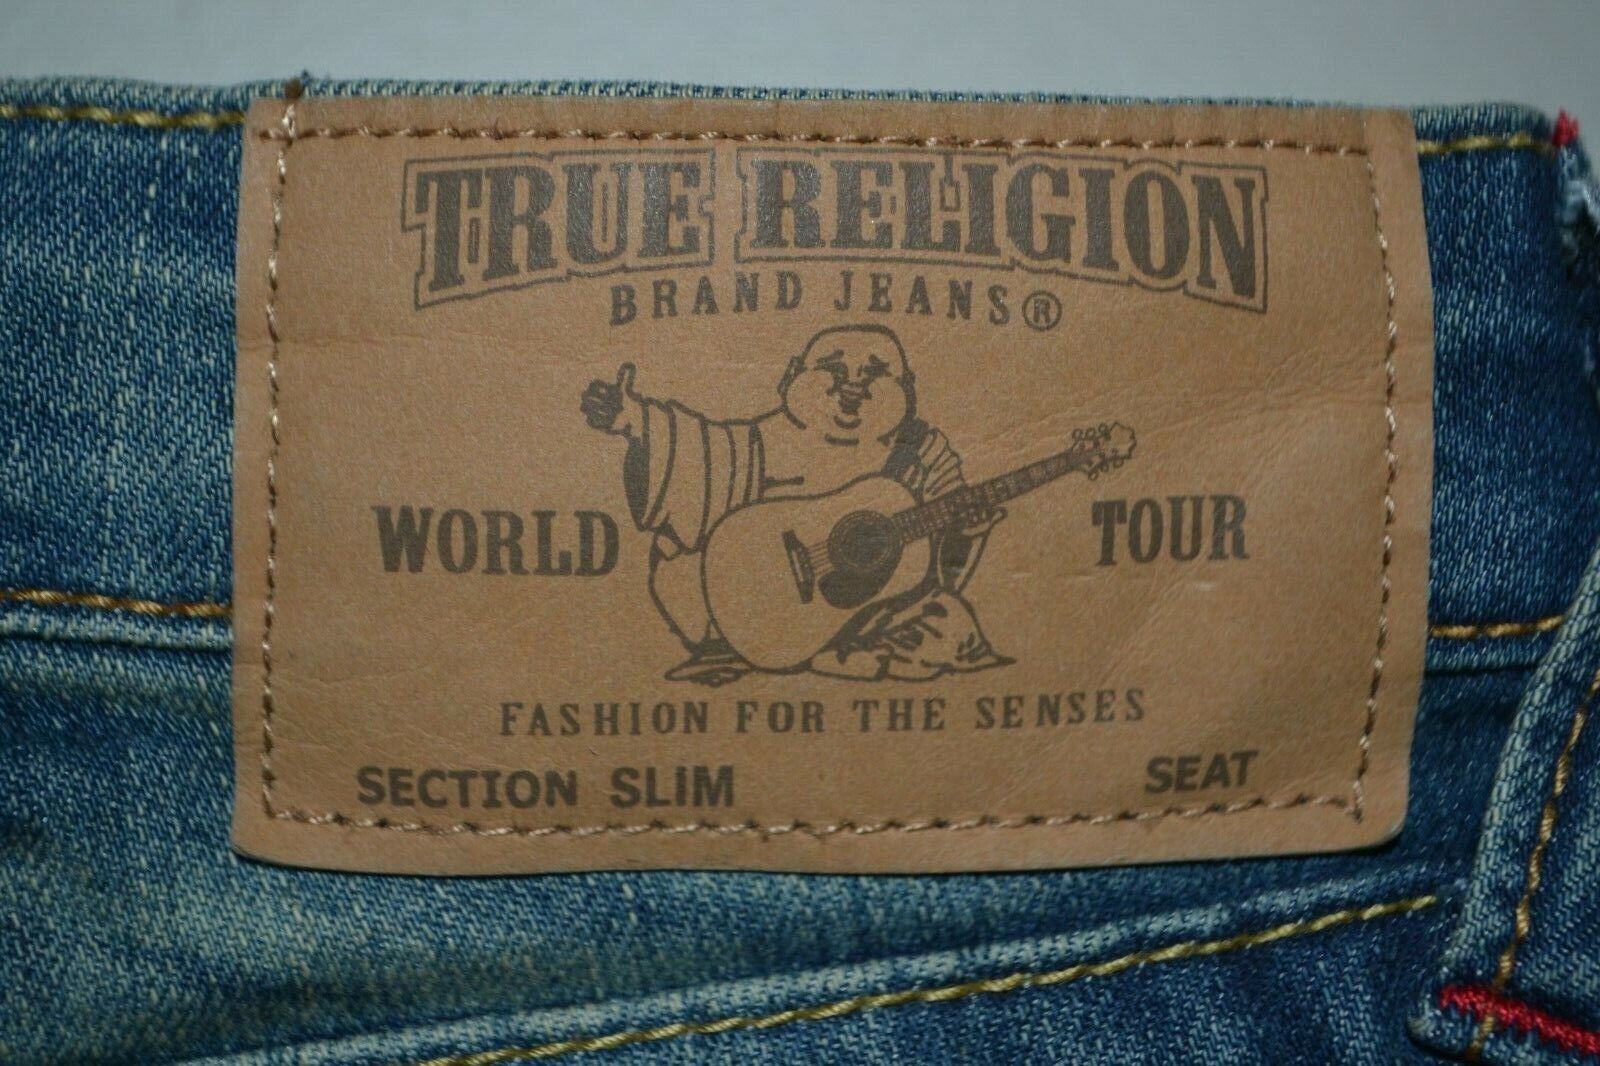 TRUE RELIGION
BRAND JEANS®
WORLD TOUR
FASHION FOR THE SENSES
SECTION SLIM SEAT